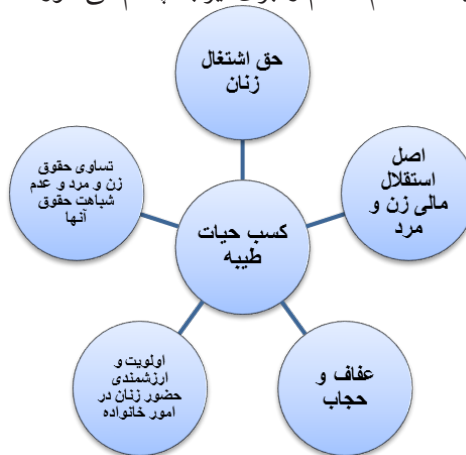 حق اشتغال
زنان
اصل
استقلال
مالی زن و
مرد
عفاف و
حجاب
اولویت و
ارزشمندی
حضور زنان در
امور خانواده
تساوی حقوق
زن و مرد و عدم
شباهت حقوق
آنها
کسب حیات
طیبه